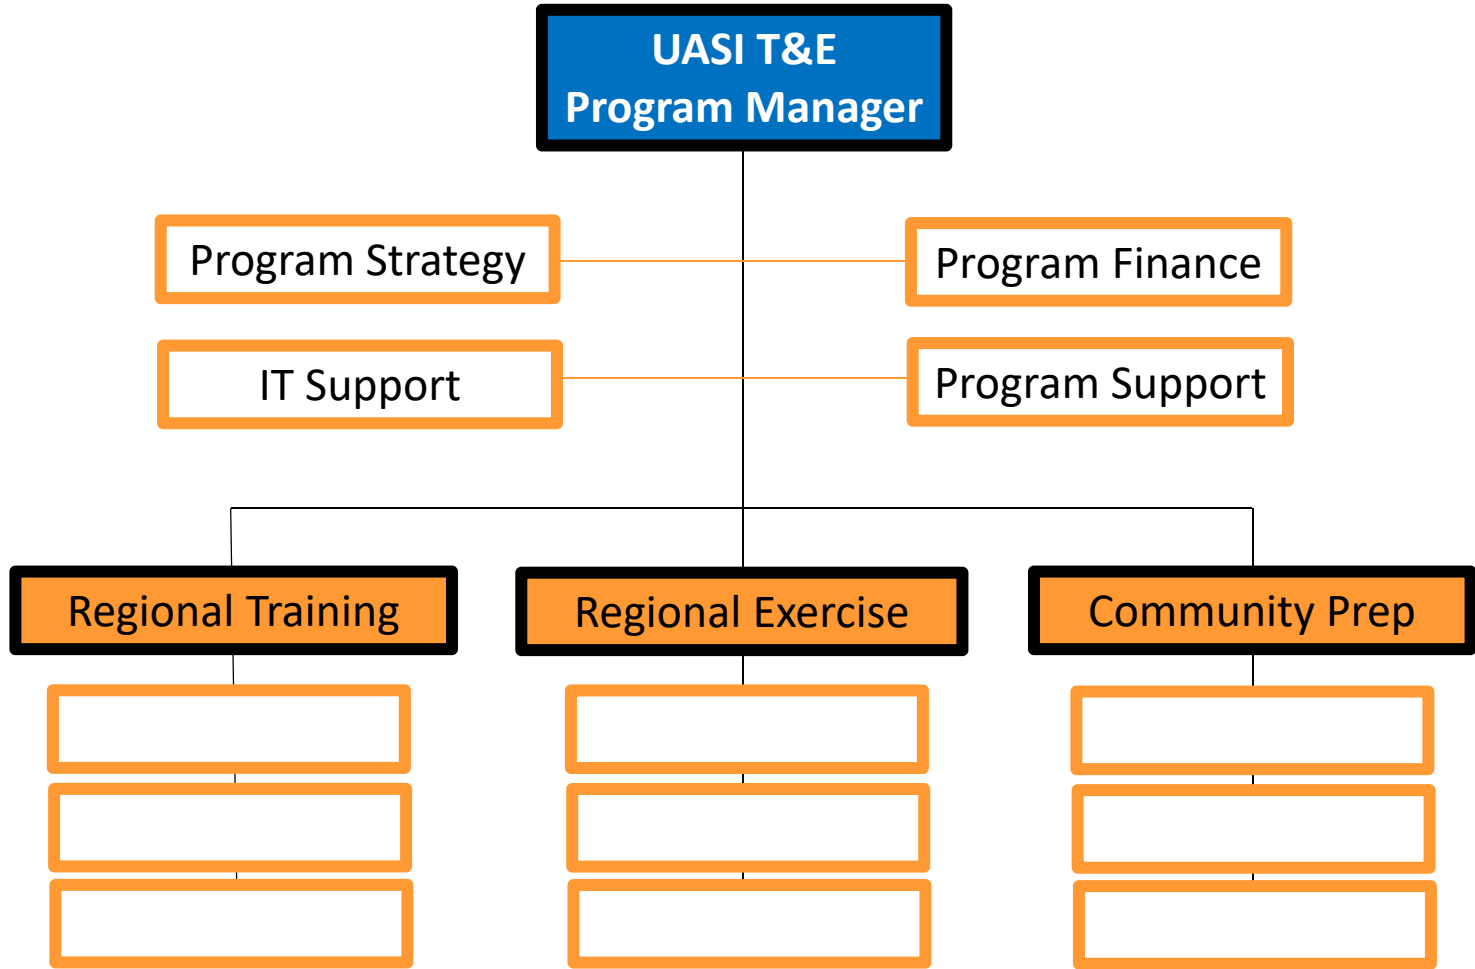 UASI T&E
Program Manager
Program Strategy
Program Finance
IT Support
Program Support
Regional Training
Regional Exercise
Community Prep